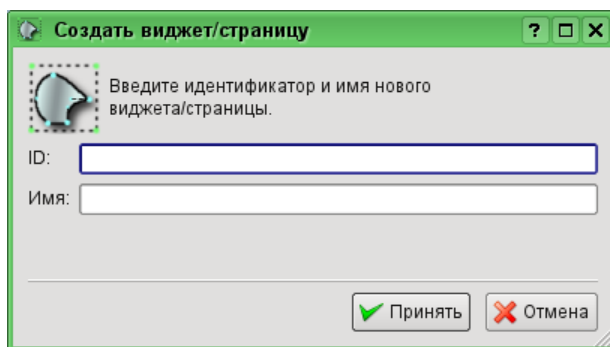 Создать виджет/страницу
Введите идентификатор и имя нового
виджета/страницы.
ID:
Имя:
Принять Отмена